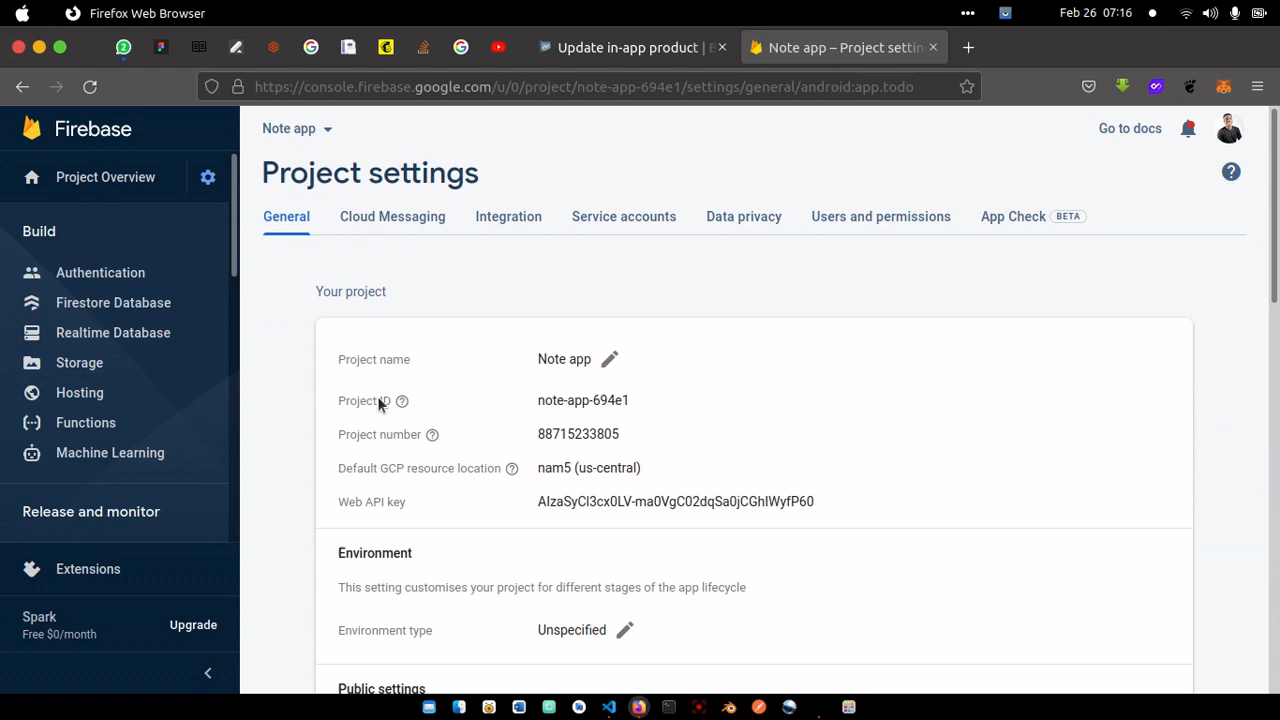 Firefox Web Browser
Feb 26 07:16
2
Update in-app product | E
Note app – Project settin
https://console.firebase.google.com/u/0/project/note-app-694e1/settings/general/android:app.todo
Firebase
Note app
Go to docs
Project Overview
Project settings
General
Cloud Messaging
Integration
Service accounts
Data privacy
Users and permissions
App Check BETA
Build
Authentication
Firestore Database
Realtime Database
Storage
Hosting
Functions
Machine Learning
Release and monitor
Extensions
Spark
Free $0/month
Upgrade
Your project
Project name
Note app
Project ID
note-app-694e1
Project number
88715233805
Default GCP resource location
nam5 (us-central)
Web API key
AIzaSyCl3cx0LV-ma0VgC02dqSa0jCGhIWyfP60
Environment
This setting customises your project for different stages of the app lifecycle
Environment type
Unspecified
Public settings